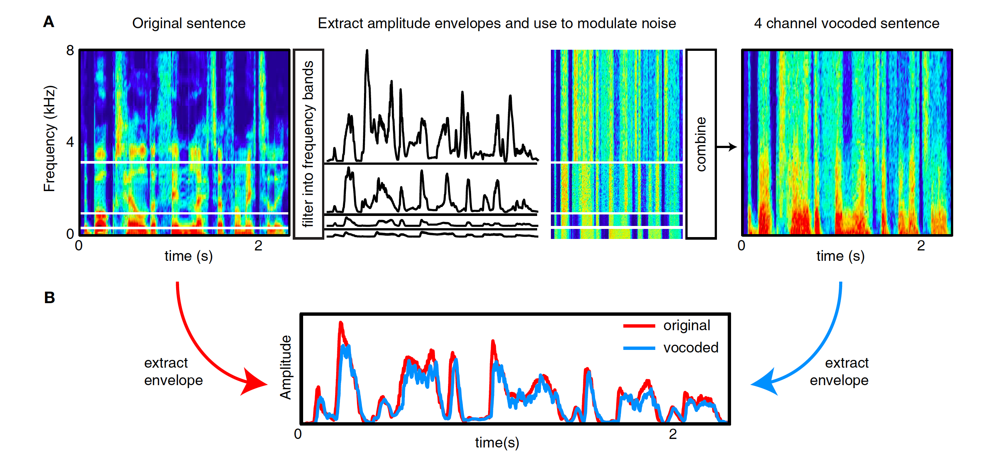 A
Original sentence
Extract amplitude envelopes and use to modulate noise
4 channel vocoded sentence
8
4
0
Frequency (kHz)
0
2
time (s)
filter into frequency bands
combine
0
2
time (s)
B
extract
envelope
Amplitude
original
vocoded
0
2
time(s)
extract
envelope